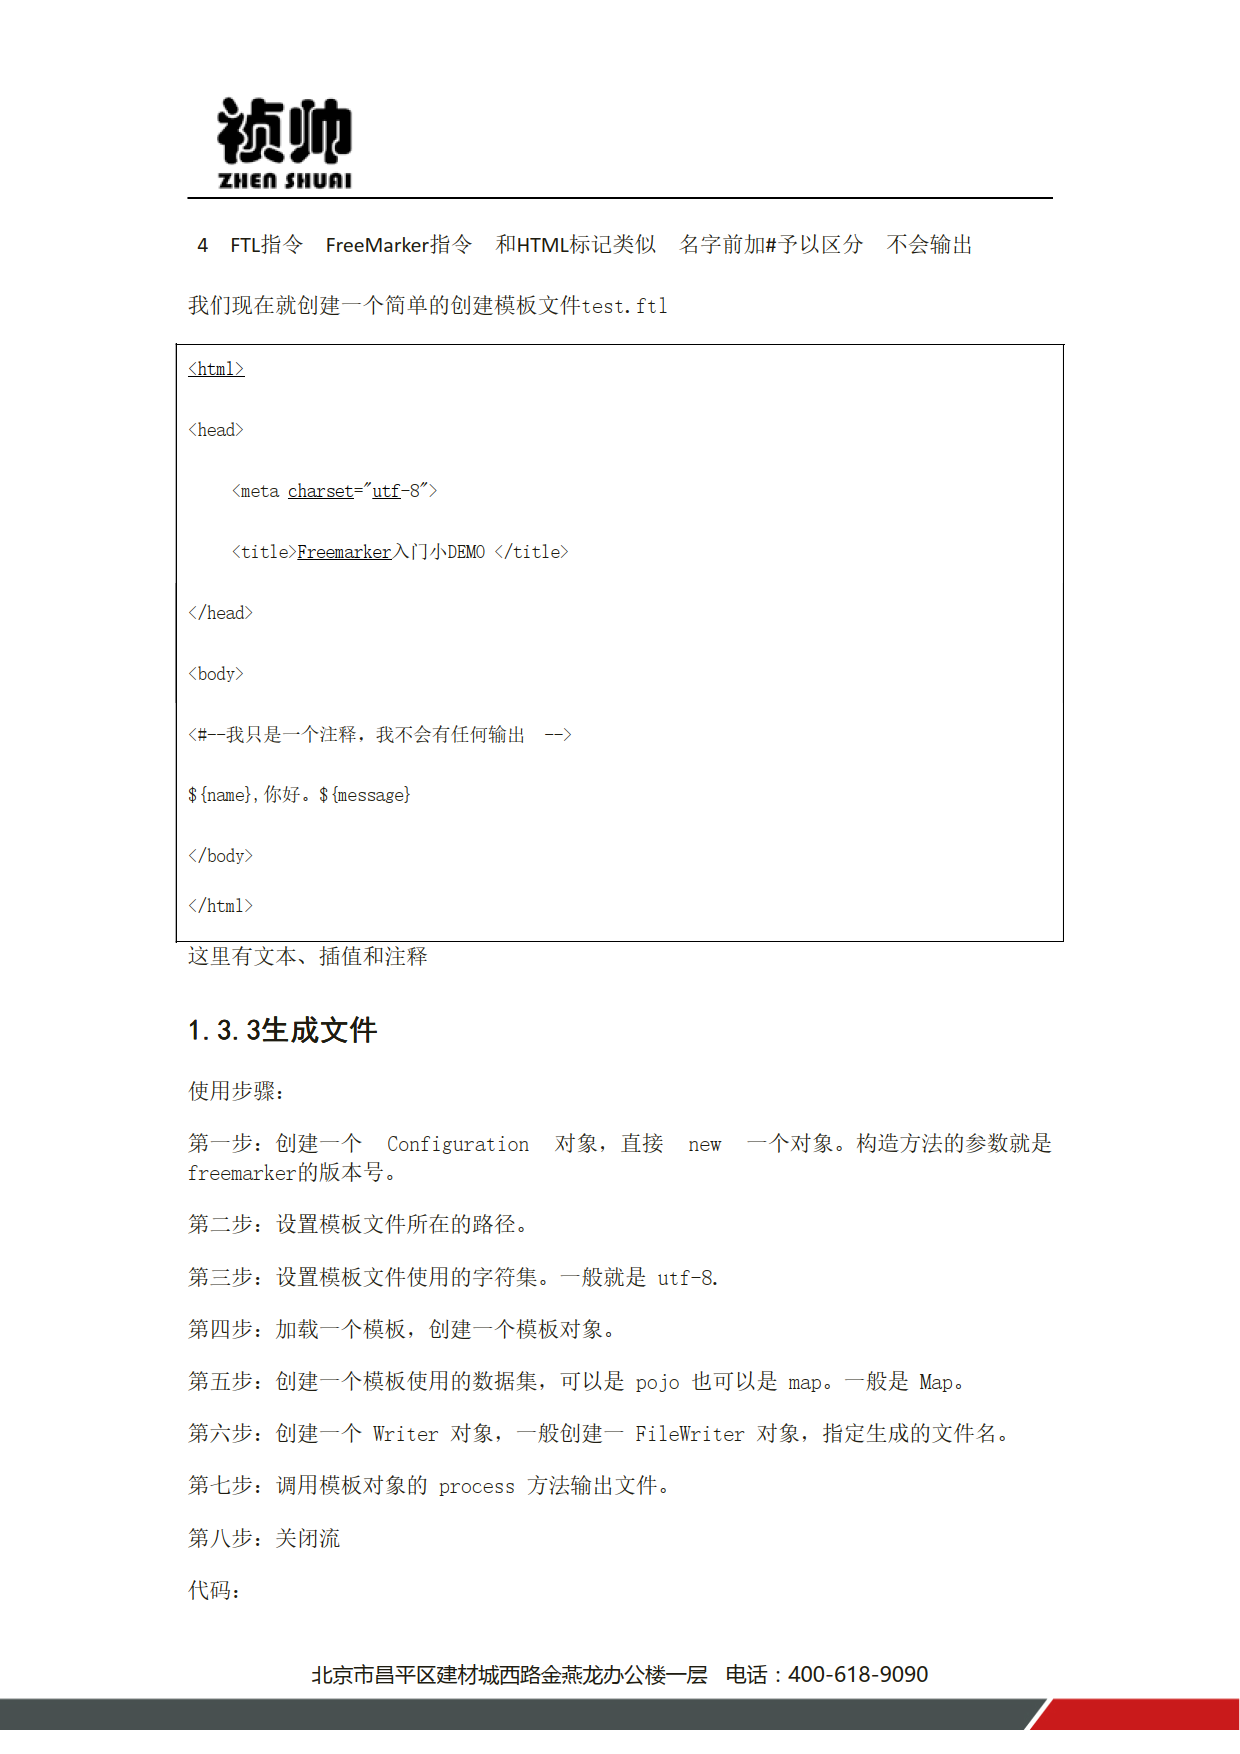 祯帅
ZHEN SHUAI
4 FTL指令 FreeMarker指令 和HTML标记类似 名字前加#予以区分 不会输出
我们现在就创建一个简单的创建模板文件test.ftl
<html>
<head>
<meta charset="utf-8">
<title>Freemarker入门小DEMO </title>
</head>
<body>
<#--我只是一个注释，我不会有任何输出 -->
${name},你好。${message}
</body>
</html>
这里有文本、插值和注释
1.3.3生成文件
使用步骤：
第一步：创建一个 Configuration 对象，直接 new 一个对象。构造方法的参数就是
freemarker的版本号。
第二步：设置模板文件所在的路径。
第三步：设置模板文件使用的字符集。一般就是 utf-8.
第四步：加载一个模板，创建一个模板对象。
第五步：创建一个模板使用的数据集，可以是 pojo 也可以是 map。一般是 Map。
第六步：创建一个 Writer 对象，一般创建一 FileWriter 对象，指定生成的文件名。
第七步：调用模板对象的 process 方法输出文件。
第八步：关闭流
代码：
北京市昌平区建材城西路金燕龙办公楼一层 电话：400-618-9090